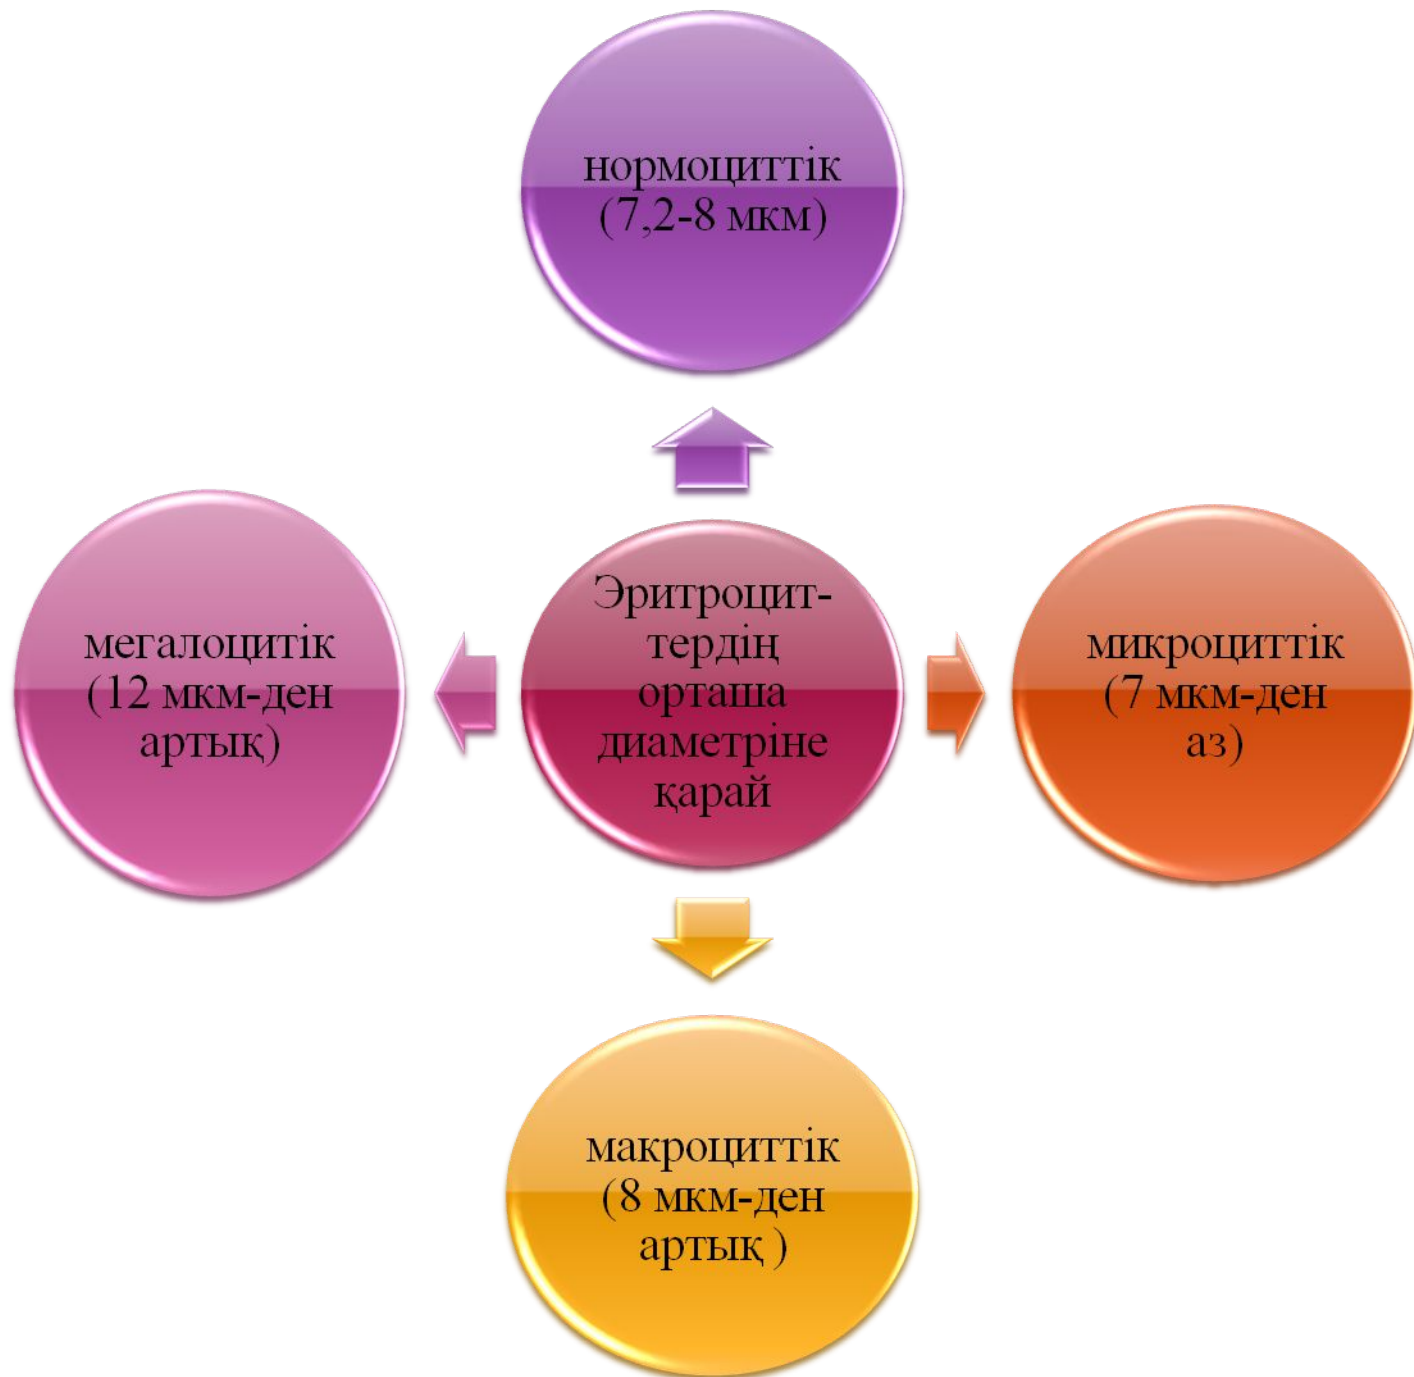 нормоциттік
(7,2-8 мкм)
мегалоцитік
(12 мкм-ден
артық)
Эритроцит-
тердің
орташа
диаметріне
қарай
микроциттік
(7 мкм-ден
аз)
макроциттік
(8 мкм-ден
артық )